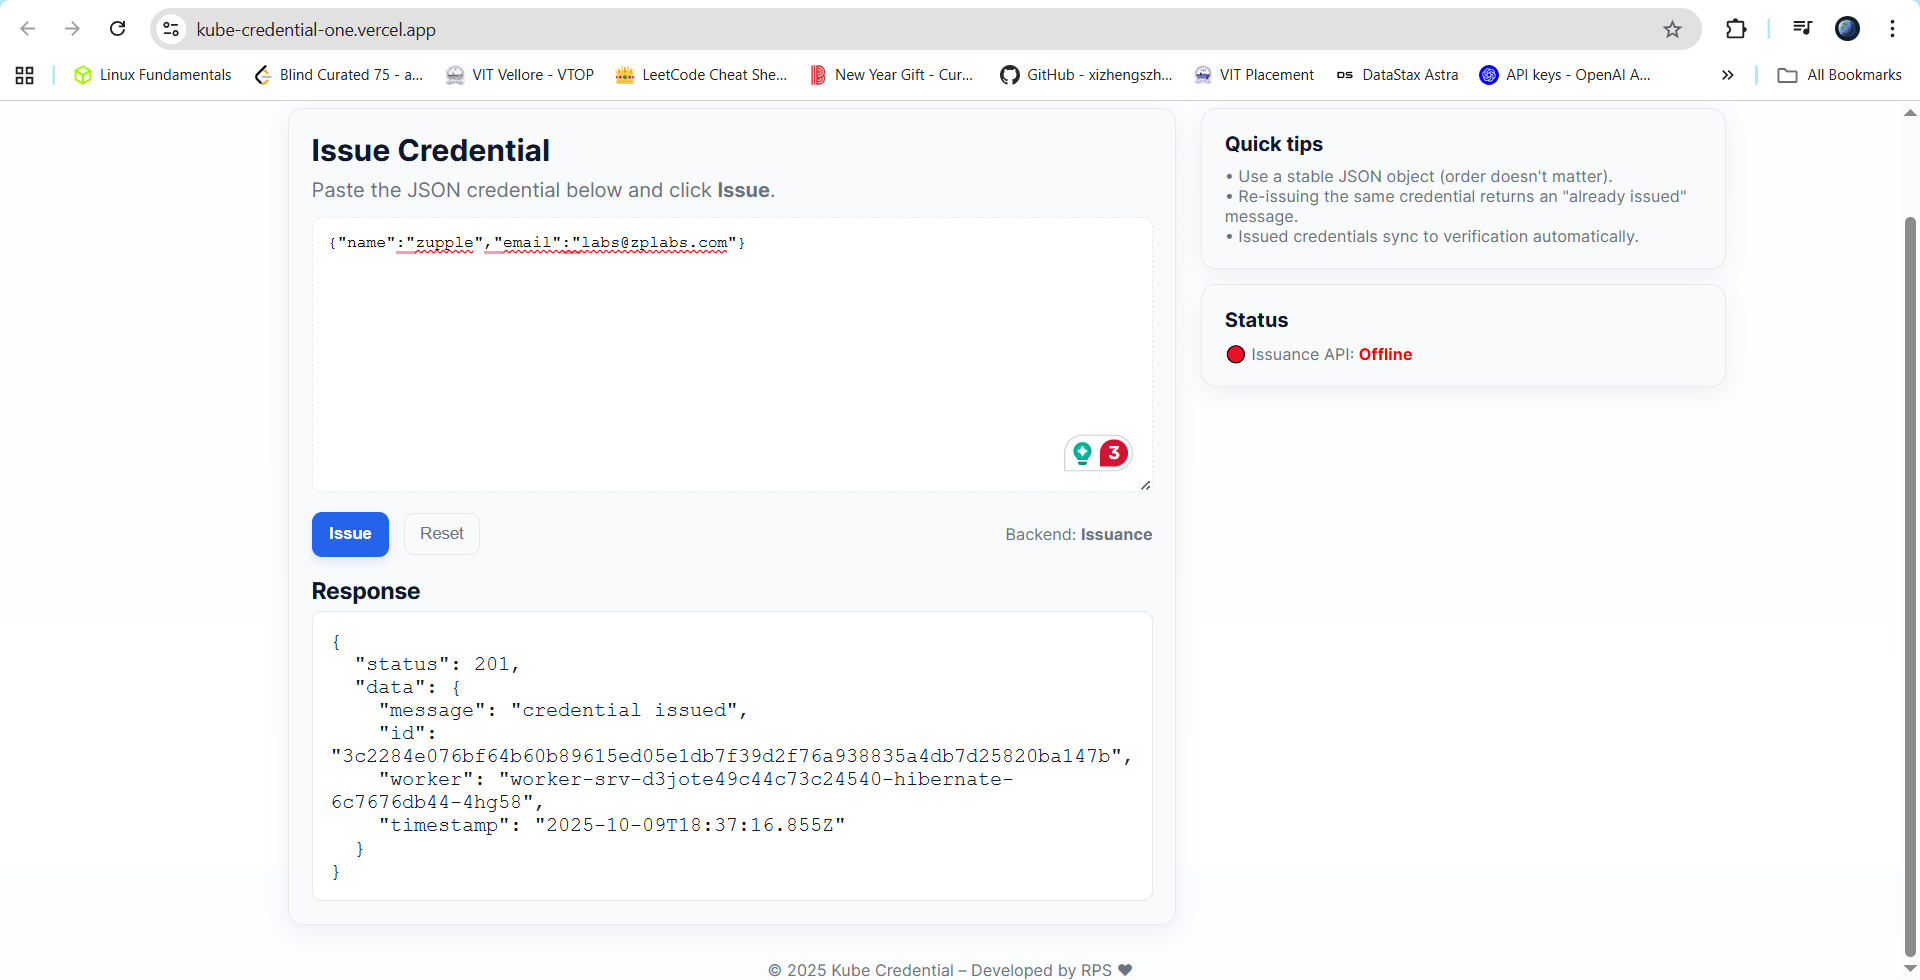 kube-credential-one.vercel.app
Linux Fundamentals
Blind Curated 75 - a...
VIT Vellore - VTOP
LeetCode Cheat She...
New Year Gift - Cur...
GitHub - xizhengszh...
VIT Placement
DS DataStax Astra
API keys - OpenAI A...
»
All Bookmarks
Issue Credential
Paste the JSON credential below and click Issue.
{"name":"zupple","email":"labs@zplabs.com"}
3
Issue
Reset
Backend: Issuance
Response
{
"status": 201,
"data": {
"message": "credential issued",
"id":
"3c2284e076bf64b60b89615ed05e1db7f39d2f76a938835a4db7d25820ba147b",
"worker": "worker-srv-d3jote49c44c73c24540-hibernate-
6c7676db44-4hg58",
"timestamp": "2025-10-09T18:37:16.855Z"
}
}
Quick tips
• Use a stable JSON object (order doesn't matter).
• Re-issuing the same credential returns an "already issued"
message.
• Issued credentials sync to verification automatically.
Status
Issuance API: Offline
© 2025 Kube Credential – Developed by RPS ♥